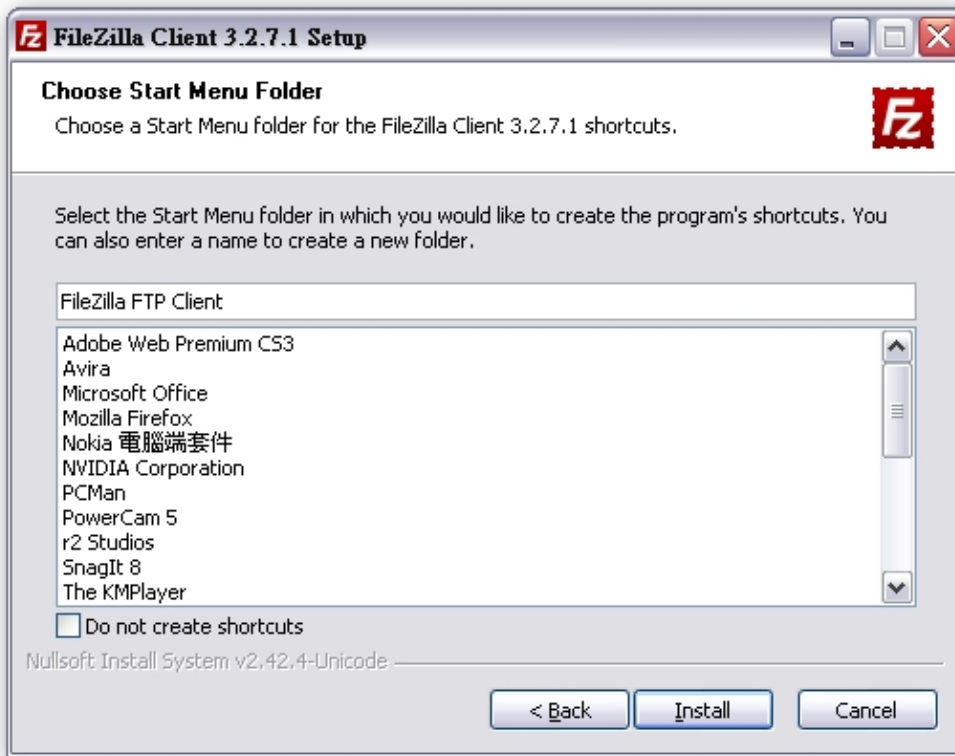 FileZilla Client 3.2.7.1 Setup
Choose Start Menu Folder
Choose a Start Menu folder for the FileZilla Client 3.2.7.1 shortcuts.
Select the Start Menu folder in which you would like to create the program's shortcuts. You
can also enter a name to create a new folder.
FileZilla FTP Client
Adobe Web Premium CS3
Avira
Microsoft Office
Mozilla Firefox
Nokia 電腦端套件
NVIDIA Corporation
PCMan
PowerCam 5
r2 Studios
SnagIt 8
The KMPlayer
Do not create shortcuts
Nullsoft Install System v2.42.4-Unicode
< Back
Install
Cancel